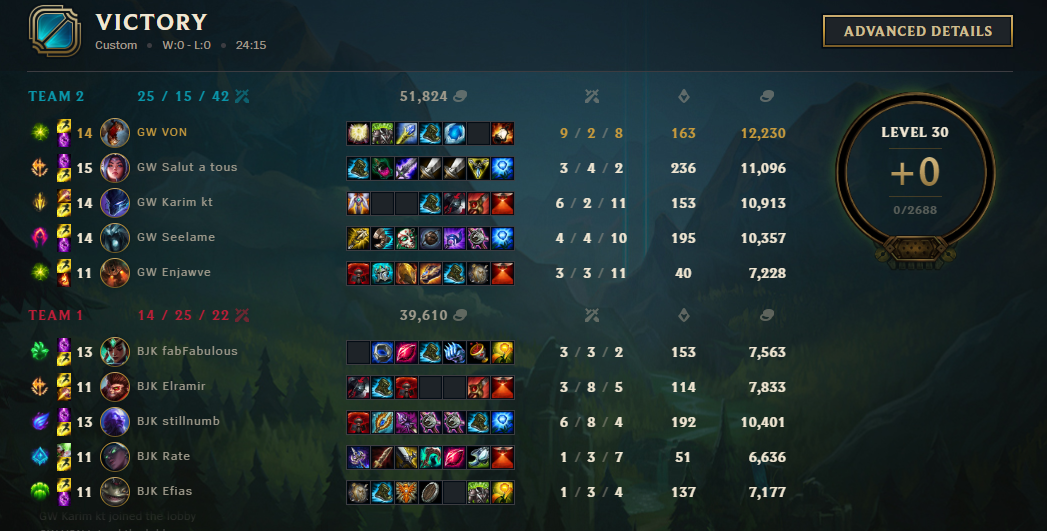 VICTORY
Custom • W:0 - L:0 • 24:15
ADVANCED DETAILS
TEAM 2 25 / 15 / 42 51,824
14 GW VON 9 / 2 / 8 163 12,230
15 GW Salut a tous 3 / 4 / 2 236 11,096
14 GW Karim kt 6 / 2 / 11 153 10,913
14 GW Seelame 4 / 4 / 10 195 10,357
11 GW Enjawve 3 / 3 / 11 40 7,228
LEVEL 30
+0
0/2688
TEAM 1 14 / 25 / 22 39,610
13 BJK fabFabulous 3 / 3 / 2 153 7,563
11 BJK Elramir 3 / 8 / 5 114 7,833
13 BJK stillnumb 6 / 8 / 4 192 10,401
11 BJK Rate 1 / 3 / 7 51 6,636
11 BJK Efias 1 / 3 / 4 137 7,177
GW Karim kt joined the lobby